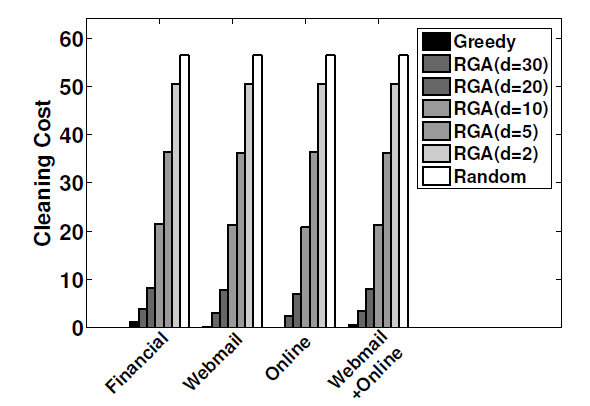 Cleaning Cost
60
50
40
30
20
10
0
Greedy
RGA(d=30)
RGA(d=20)
RGA(d=10)
RGA(d=5)
RGA(d=2)
Random
Financial
Webmail
Online
Webmail
+Online